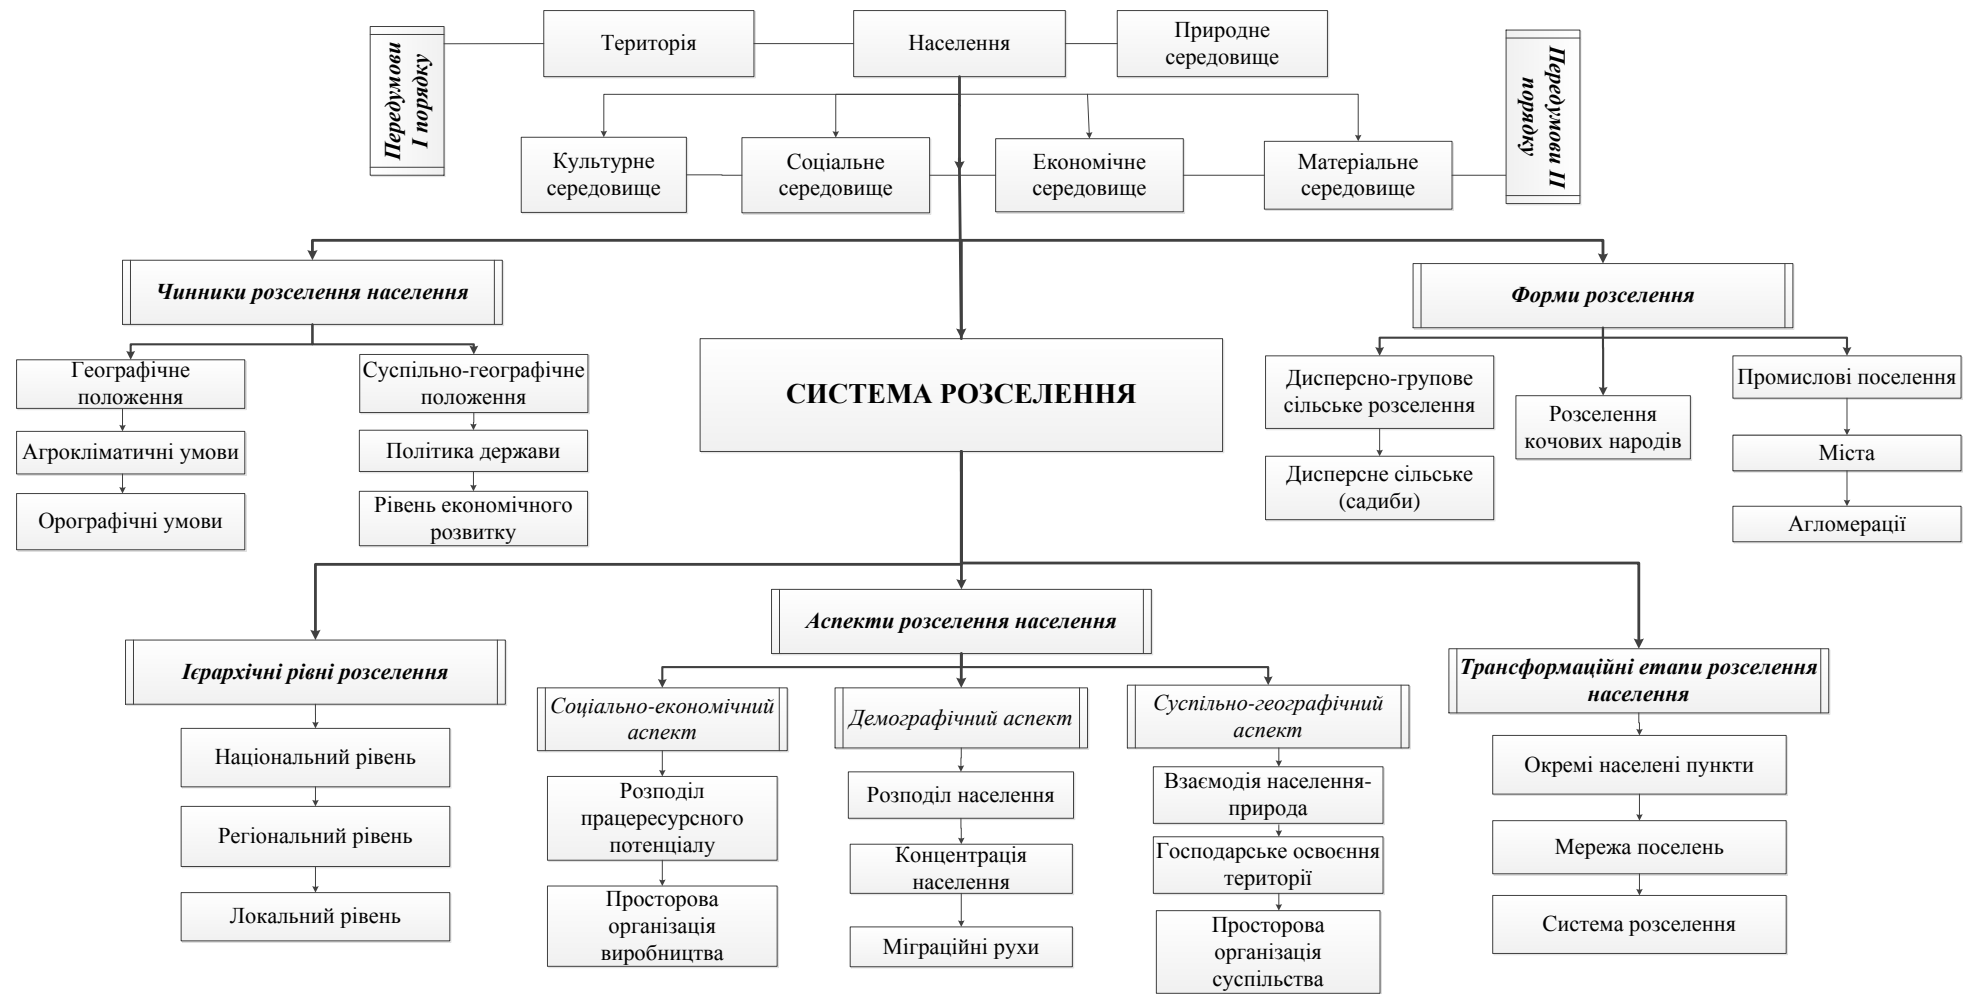 Передумови
І порядку
Територія
Населення
Природне
середовище
Передумови ІІ
порядку
Культурне
середовище
Соціальне
середовище
Економічне
середовище
Матеріальне
середовище
Чинники розселення населення
Форми розселення
Географічне
положення
Агрокліматичні умови
Орографічні умови
Суспільно-географічне
положення
Політика держави
Рівень економічного
розвитку
СИСТЕМА РОЗСЕЛЕННЯ
Дисперсно-групове
сільське розселення
Дисперсне сільське
(садиби)
Розселення
кочових народів
Промислові поселення
Міста
Агломерації
Ієрархічні рівні розселення
Національний рівень
Регіональний рівень
Локальний рівень
Аспекти розселення населення
Соціально-економічний
аспект
Розподіл
працересурсного
потенціалу
Просторова
організація
виробництва
Демографічний аспект
Розподіл населення
Концентрація
населення
Міграційні рухи
Суспільно-географічний
аспект
Взаємодія населення-
природа
Господарське освоєння
території
Просторова
організація
суспільства
Трансформаційні етапи розселення
населення
Окремі населені пункти
Мережа поселень
Система розселення